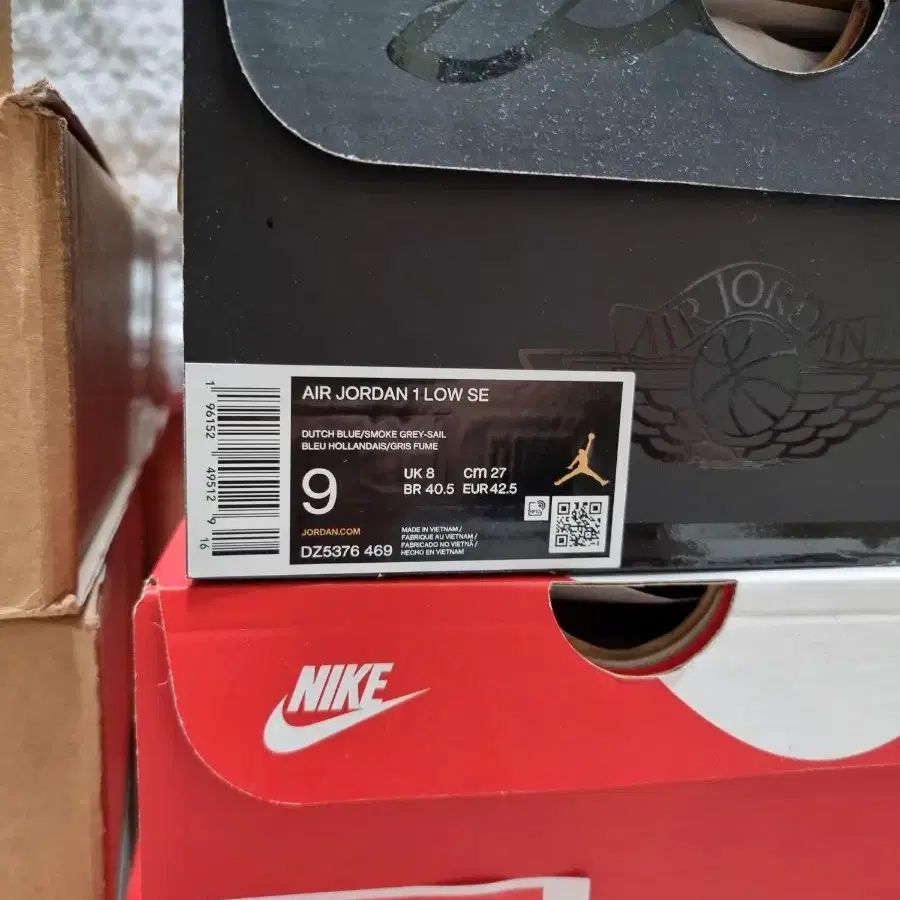 AIR JORDAN
1 96152 49512 9 16
AIR JORDAN 1 LOW SE
DUTCH BLUE/SMOKE GREY-SAIL
BLEU HOLLANDAIS/GRIS FUME
9
UK 8 cm 27
BR 40.5 EUR 42.5
JORDAN.COM
DZ5376 469
MADE IN VIETNAM /
FABRIQUE AU VIETNAM /
FABRICADO NO VIETNÃ /
HECHO EN VIETNAM
NIKE